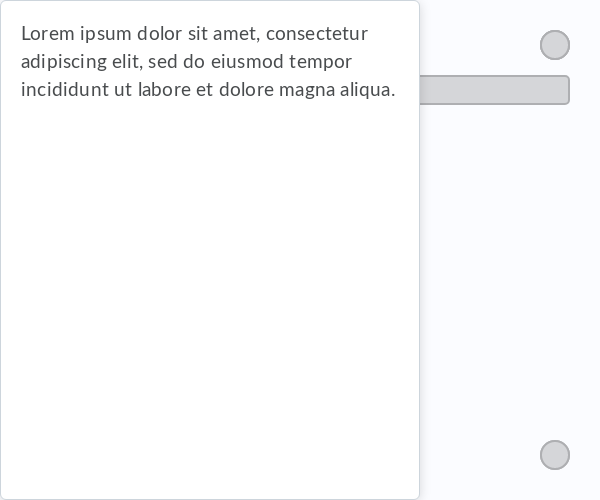 Lorem ipsum dolor sit amet, consectetur
adipiscing elit, sed do eiusmod tempor
incididunt ut labore et dolore magna aliqua.